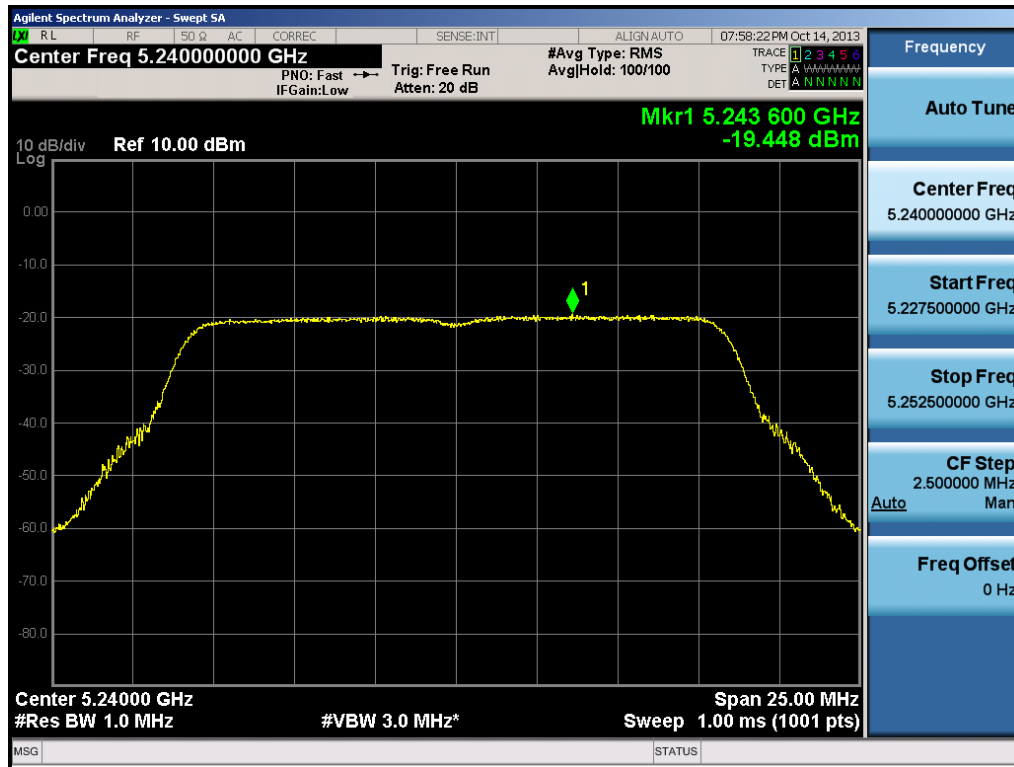 Agilent Spectrum Analyzer - Swept SA
LXI RL RF 50 Ω AC CORREC SENSE:INT ALIGN AUTO 07:58:22 PM Oct 14, 2013
Center Freq 5.240000000 GHz
PNO: Fast
IFGain:Low
Trig: Free Run
Atten: 20 dB
#Avg Type: RMS
Avg|Hold: 100/100
TRACE 1 2 3 4 5 6
TYPE A WWWWW
DET A N N N N N
Mkr1 5.243 600 GHz
-19.448 dBm
10 dB/div Ref 10.00 dBm
Log
0.00
-10.0
-20.0
-30.0
-40.0
-50.0
-60.0
-70.0
-80.0
1
Center 5.24000 GHz Span 25.00 MHz
#Res BW 1.0 MHz #VBW 3.0 MHz* Sweep 1.00 ms (1001 pts)
MSG STATUS
Frequency
Auto Tune
Center Freq
5.240000000 GHz
Start Freq
5.227500000 GHz
Stop Freq
5.252500000 GHz
CF Step
2.500000 MHz
Auto Man
Freq Offset
0 Hz